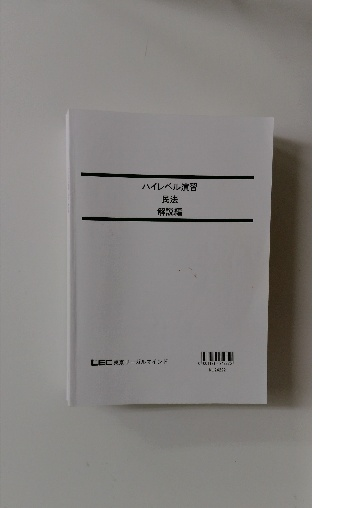 ハイレベル演習
民法
解説編
LEC東京リーガルマインド